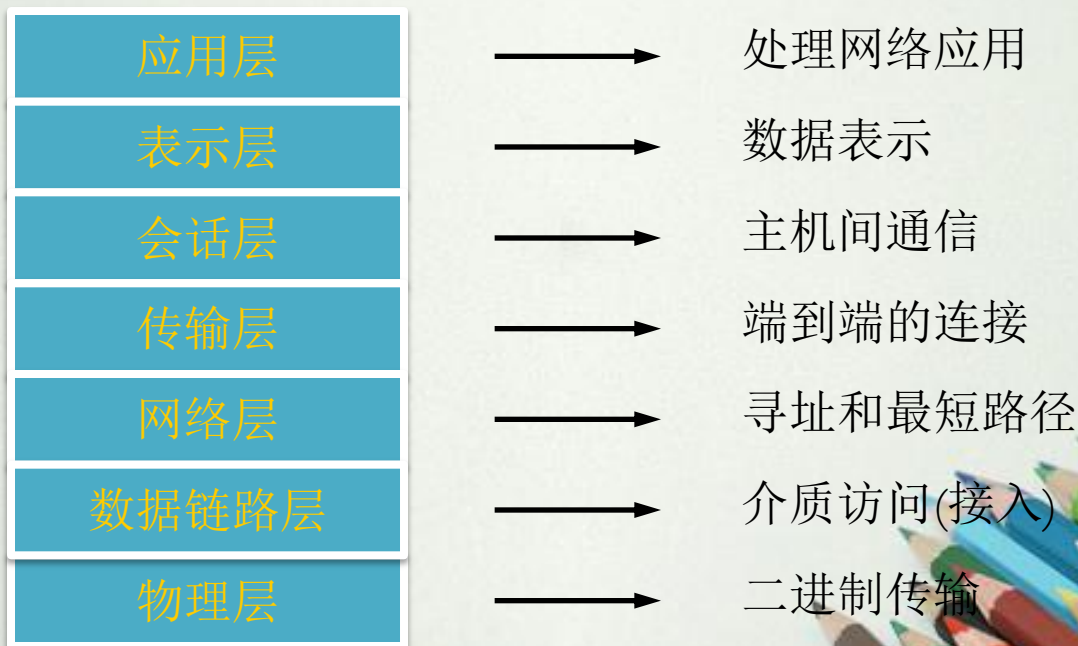 应用层 处理网络应用
表示层 数据表示
会话层 主机间通信
传输层 端到端的连接
网络层 寻址和最短路径
数据链路层 介质访问(接入)
物理层 二进制传输